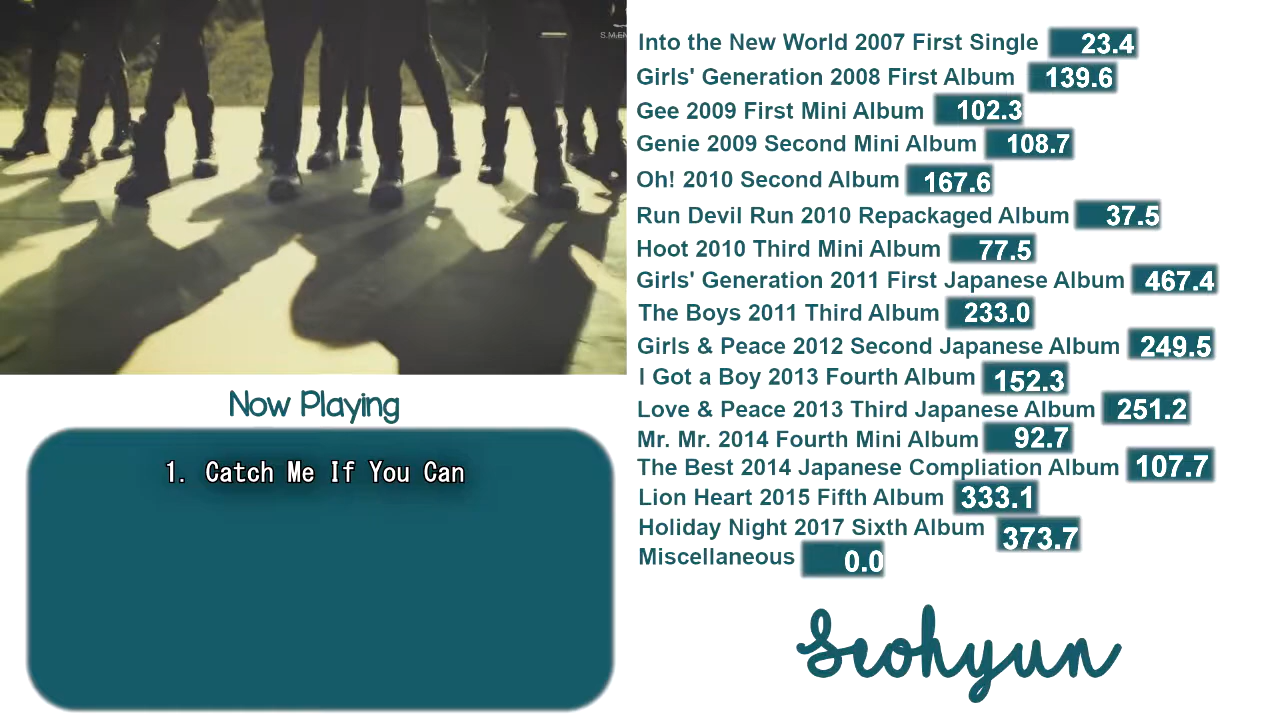 S.M.EN
Into the New World 2007 First Single 23.4
Girls' Generation 2008 First Album 139.6
Gee 2009 First Mini Album 102.3
Genie 2009 Second Mini Album 108.7
Oh! 2010 Second Album 167.6
Run Devil Run 2010 Repackaged Album 37.5
Hoot 2010 Third Mini Album 77.5
Girls' Generation 2011 First Japanese Album 467.4
The Boys 2011 Third Album 233.0
Girls & Peace 2012 Second Japanese Album 249.5
I Got a Boy 2013 Fourth Album 152.3
Love & Peace 2013 Third Japanese Album 251.2
Mr. Mr. 2014 Fourth Mini Album 92.7
The Best 2014 Japanese Compliation Album 107.7
Lion Heart 2015 Fifth Album 333.1
Holiday Night 2017 Sixth Album 373.7
Miscellaneous 0.0
Now Playing
1. Catch Me If You Can
Seohyun